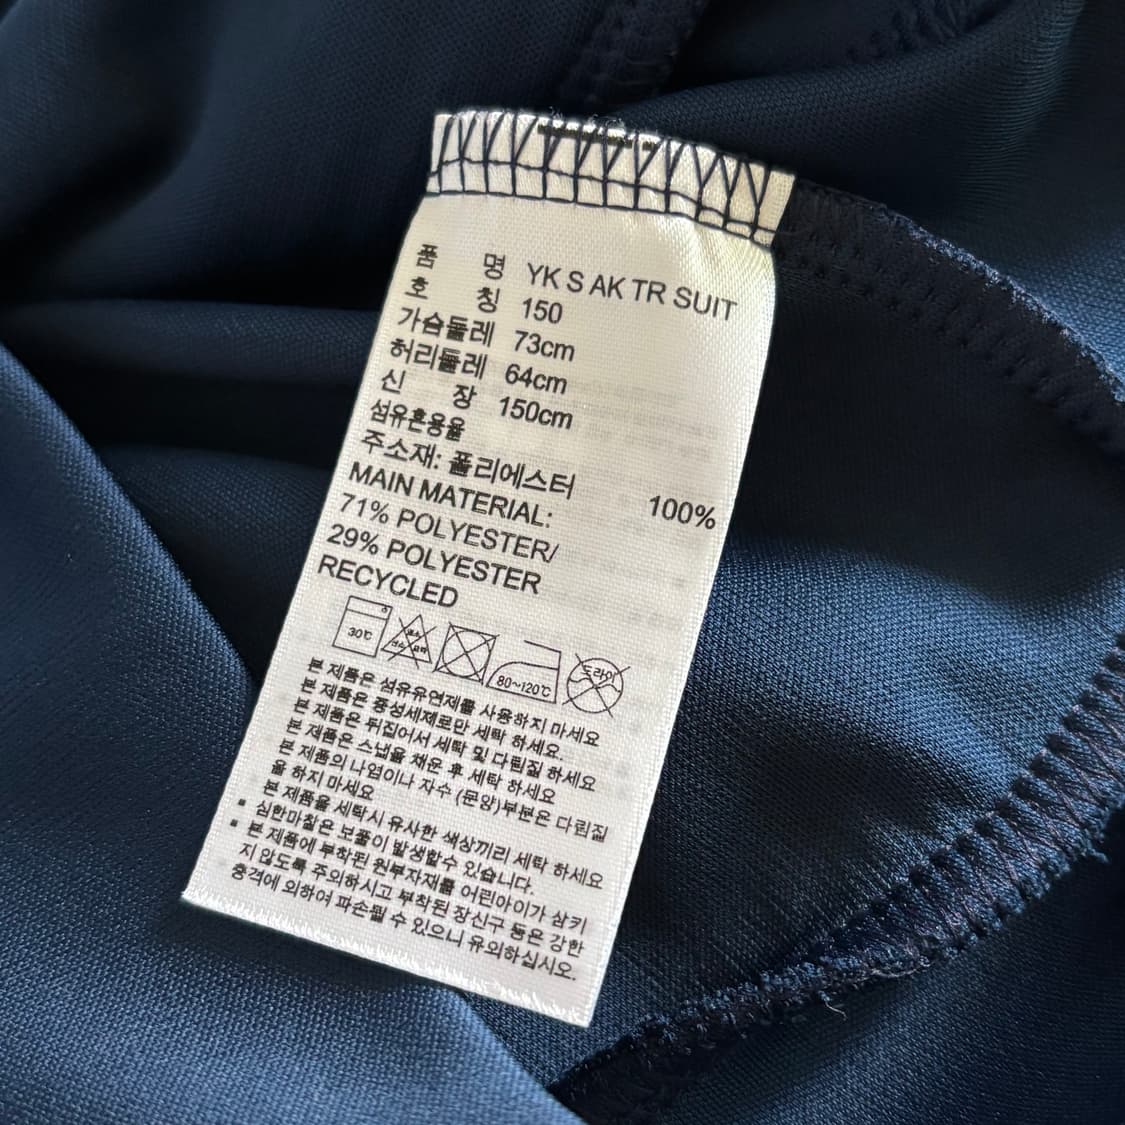 품 명 YK S AK TR SUIT
호 칭 150
가슴둘레 73cm
허리둘레 64cm
신 장 150cm
섬유혼용율
주소재: 폴리에스터 100%
MAIN MATERIAL:
71% POLYESTER/
29% POLYESTER
RECYCLED
30℃ 80~120℃ 드라이
본 제품은 섬유유연제를 사용하지 마세요
본 제품은 중성세제로만 세탁 하세요.
본 제품은 뒤집어서 세탁 및 다림질 하세요
본 제품은 스냅을 채운 후 세탁 하세요
본 제품의 나염이나 자수 (문양)부분은 다림질
을 하지 마세요
본 제품을 세탁시 유사한 색상끼리 세탁 하세요
▪ 심한마찰은 보풀이 발생할수 있습니다.
▪ 본 제품에 부착된 원부자재를 어린아이가 삼키
지 않도록 주의하시고 부착된 장신구 등은 강한
충격에 의하여 파손될 수 있으니 유의하십시오.